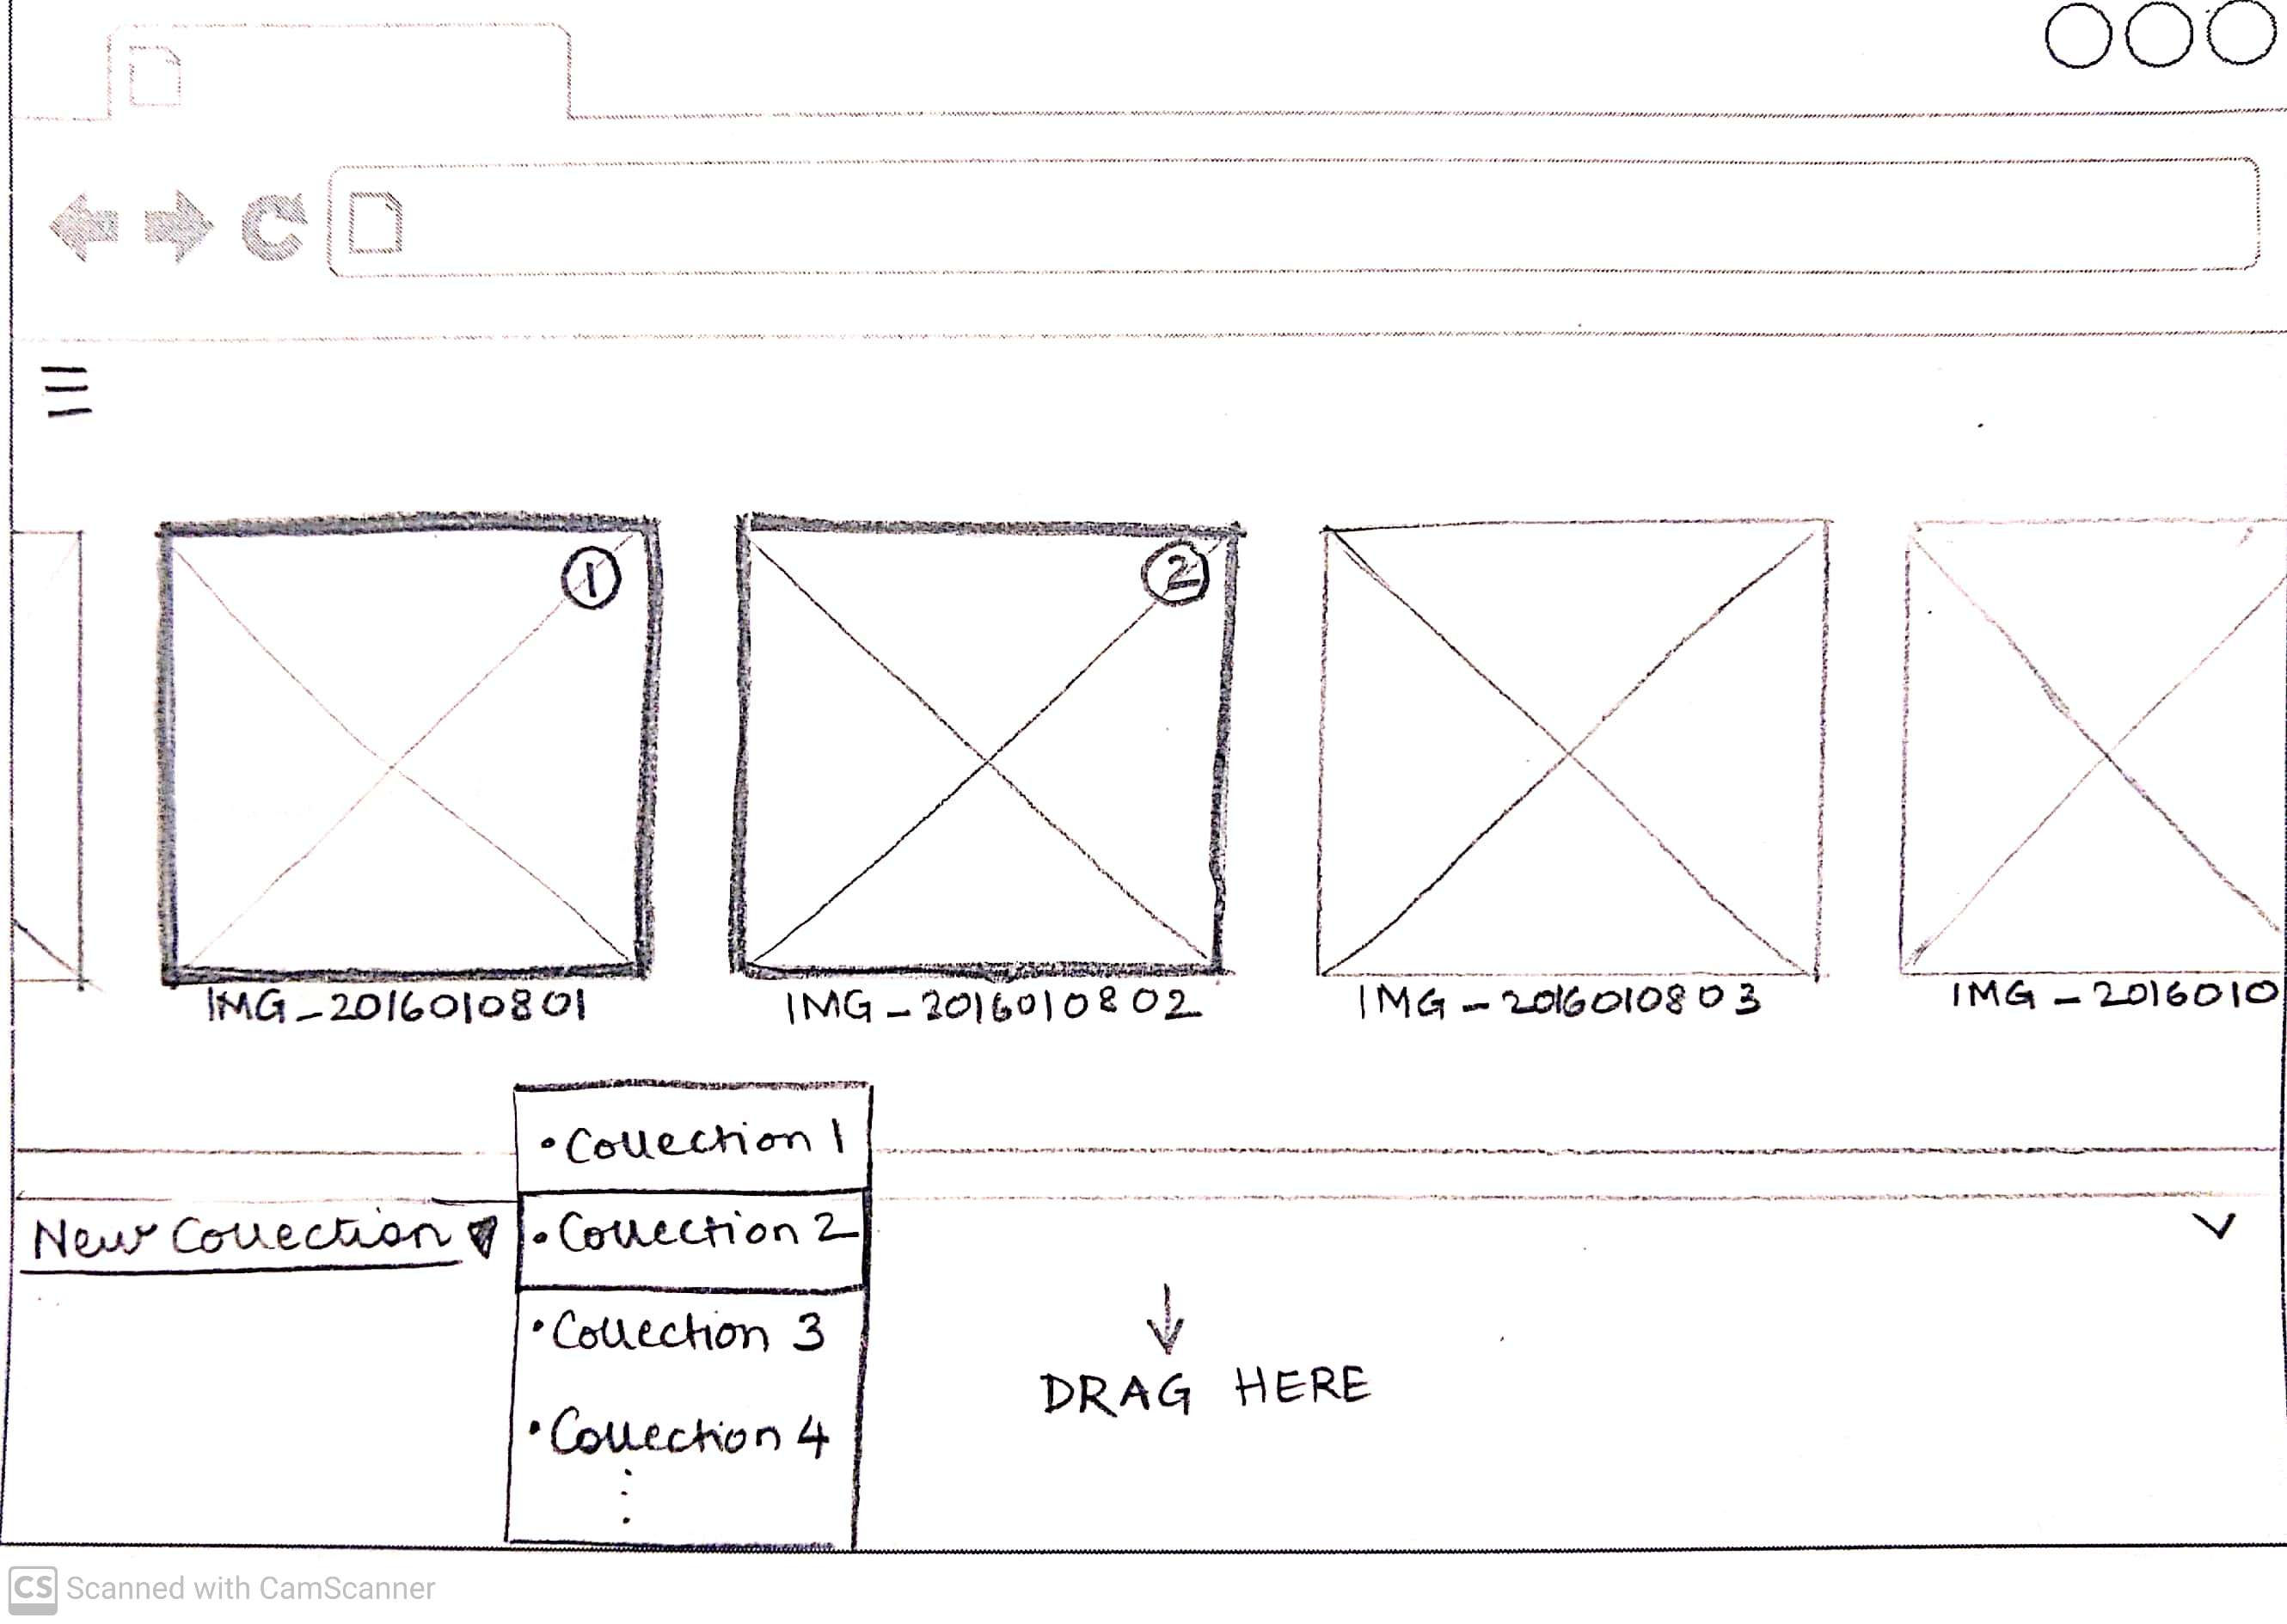 1
2
IMG_2016010801
IMG_2016010802
IMG_2016010803
IMG_2016010
New Collection
• Collection 1
• Collection 2
• Collection 3
• Collection 4
DRAG HERE
CS Scanned with CamScanner